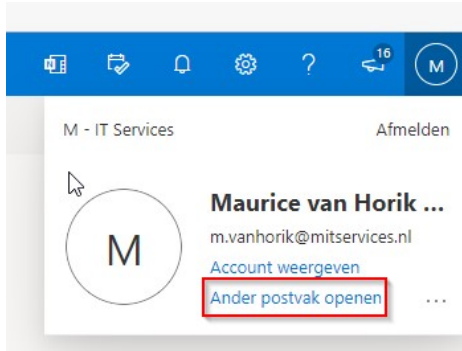 16
M
M - IT Services
Afmelden
M
Maurice van Horik ...
m.vanhorik@mitservices.nl
Account weergeven
Ander postvak openen
...